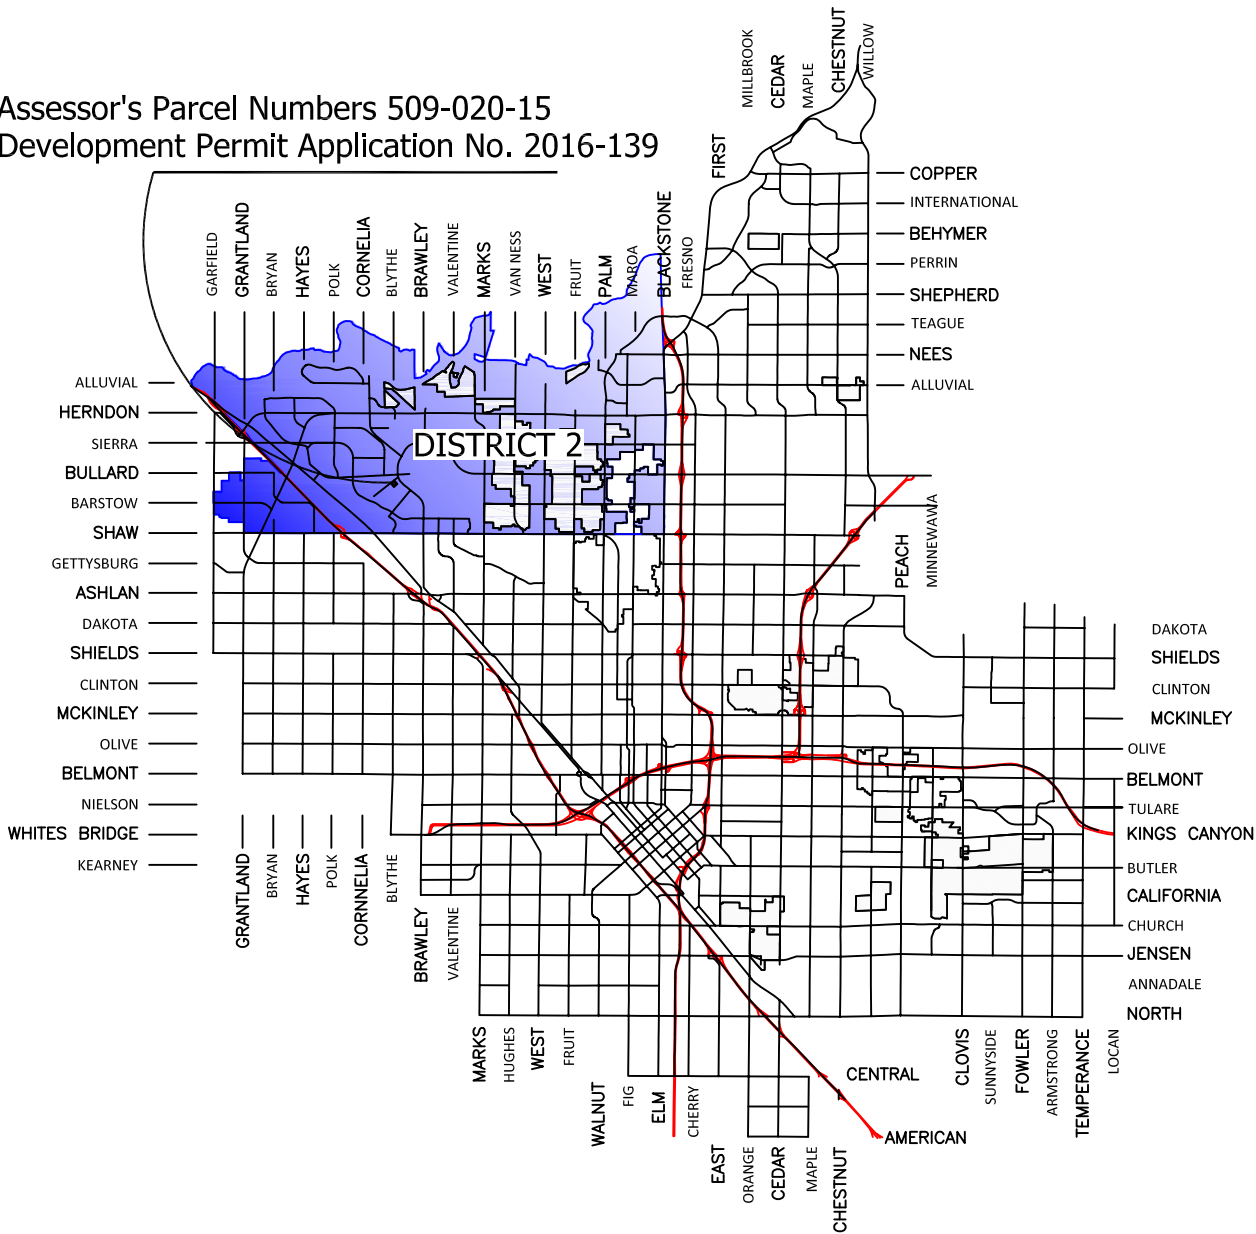 Assessor's Parcel Numbers 509-020-15
Development Permit Application No. 2016-139
MILLBROOK
CEDAR
MAPLE
CHESTNUT
WILLOW
FIRST
COPPER
INTERNATIONAL
BEHYMER
PERRIN
SHEPHERD
TEAGUE
NEES
ALLUVIAL
GARFIELD
GRANTLAND
BRYAN
HAYES
POLK
CORNELIA
BLYTHE
BRAWLEY
VALENTINE
MARKS
VAN NESS
WEST
FRUIT
PALM
MAROA
BLACKSTONE
FRESNO
ALLUVIAL
HERNDON
SIERRA
BULLARD
BARSTOW
SHAW
GETTYSBURG
ASHLAN
DAKOTA
SHIELDS
CLINTON
MCKINLEY
OLIVE
BELMONT
NIELSON
WHITES BRIDGE
KEARNEY
DISTRICT 2
PEACH
MINNEWAWA
DAKOTA
SHIELDS
CLINTON
MCKINLEY
OLIVE
BELMONT
TULARE
KINGS CANYON
BUTLER
CALIFORNIA
CHURCH
JENSEN
ANNADALE
NORTH
GRANTLAND
BRYAN
HAYES
POLK
CORNNELIA
BLYTHE
BRAWLEY
VALENTINE
MARKS
HUGHES
WEST
FRUIT
WALNUT
FIG
ELM
CHERRY
EAST
ORANGE
CEDAR
MAPLE
CHESTNUT
CENTRAL
AMERICAN
CLOVIS
SUNNYSIDE
FOWLER
ARMSTRONG
TEMPERANCE
LOCAN